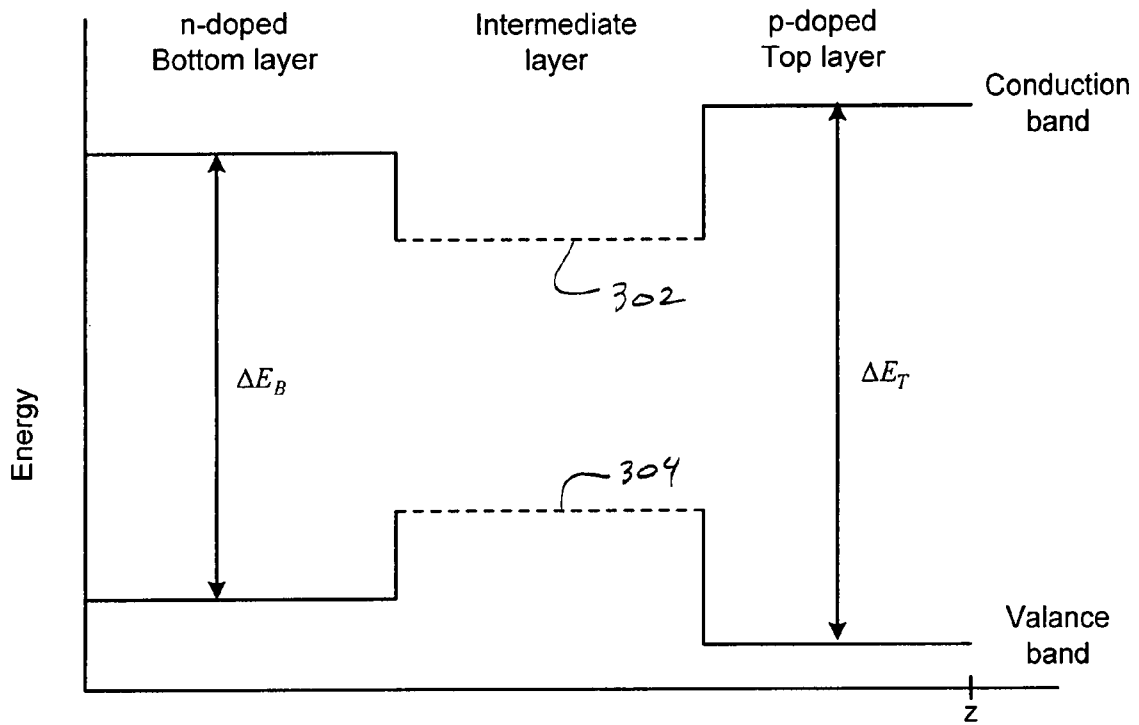 n-doped
Bottom layer
Intermediate
layer
p-doped
Top layer
Conduction
band
302
ΔE_B
ΔE_T
Energy
304
Valance
band
z